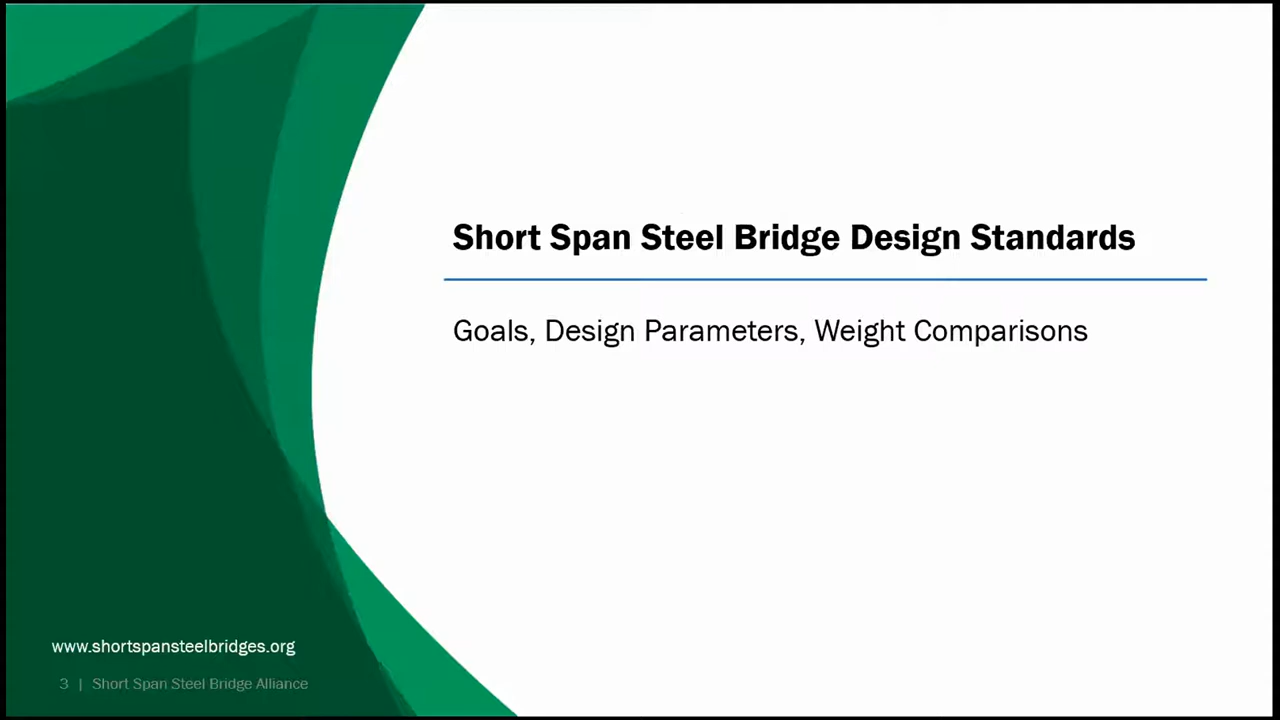 Short Span Steel Bridge Design Standards
Goals, Design Parameters, Weight Comparisons
www.shortspansteelbridges.org
3 | Short Span Steel Bridge Alliance